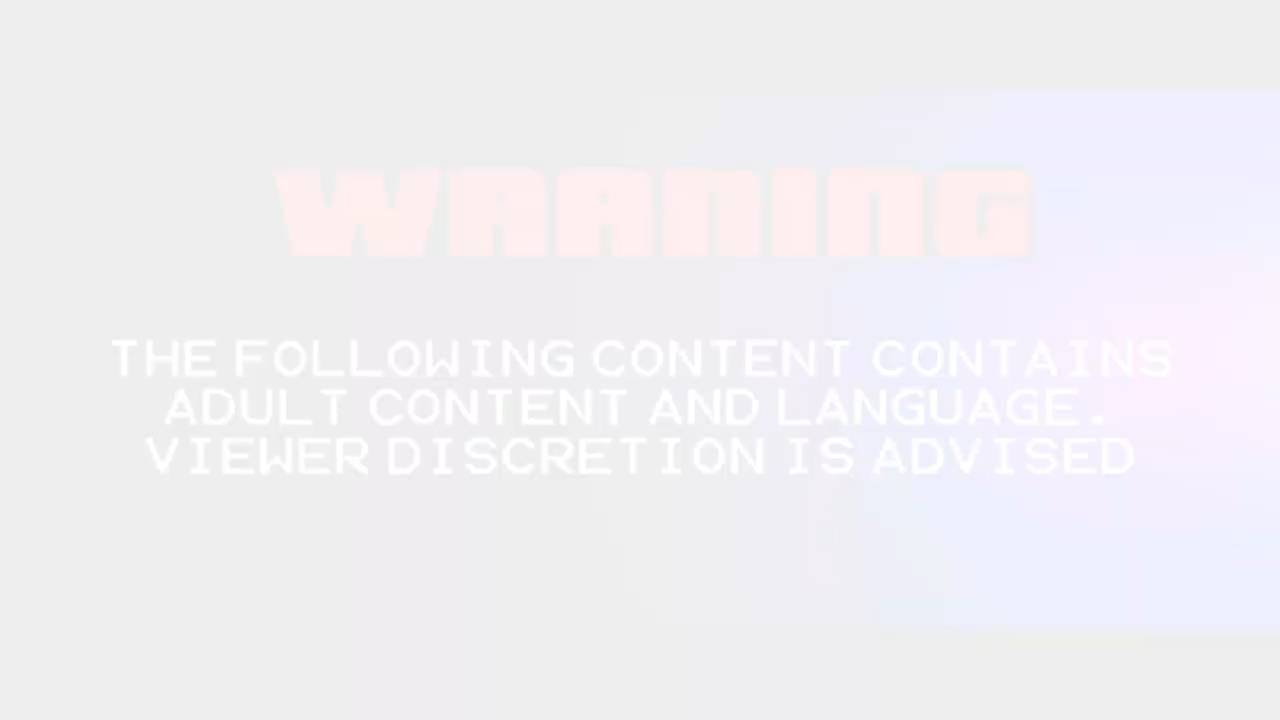 WARNING
THE FOLLOWING CONTENT CONTAINS
ADULT CONTENT AND LANGUAGE.
VIEWER DISCRETION IS ADVISED